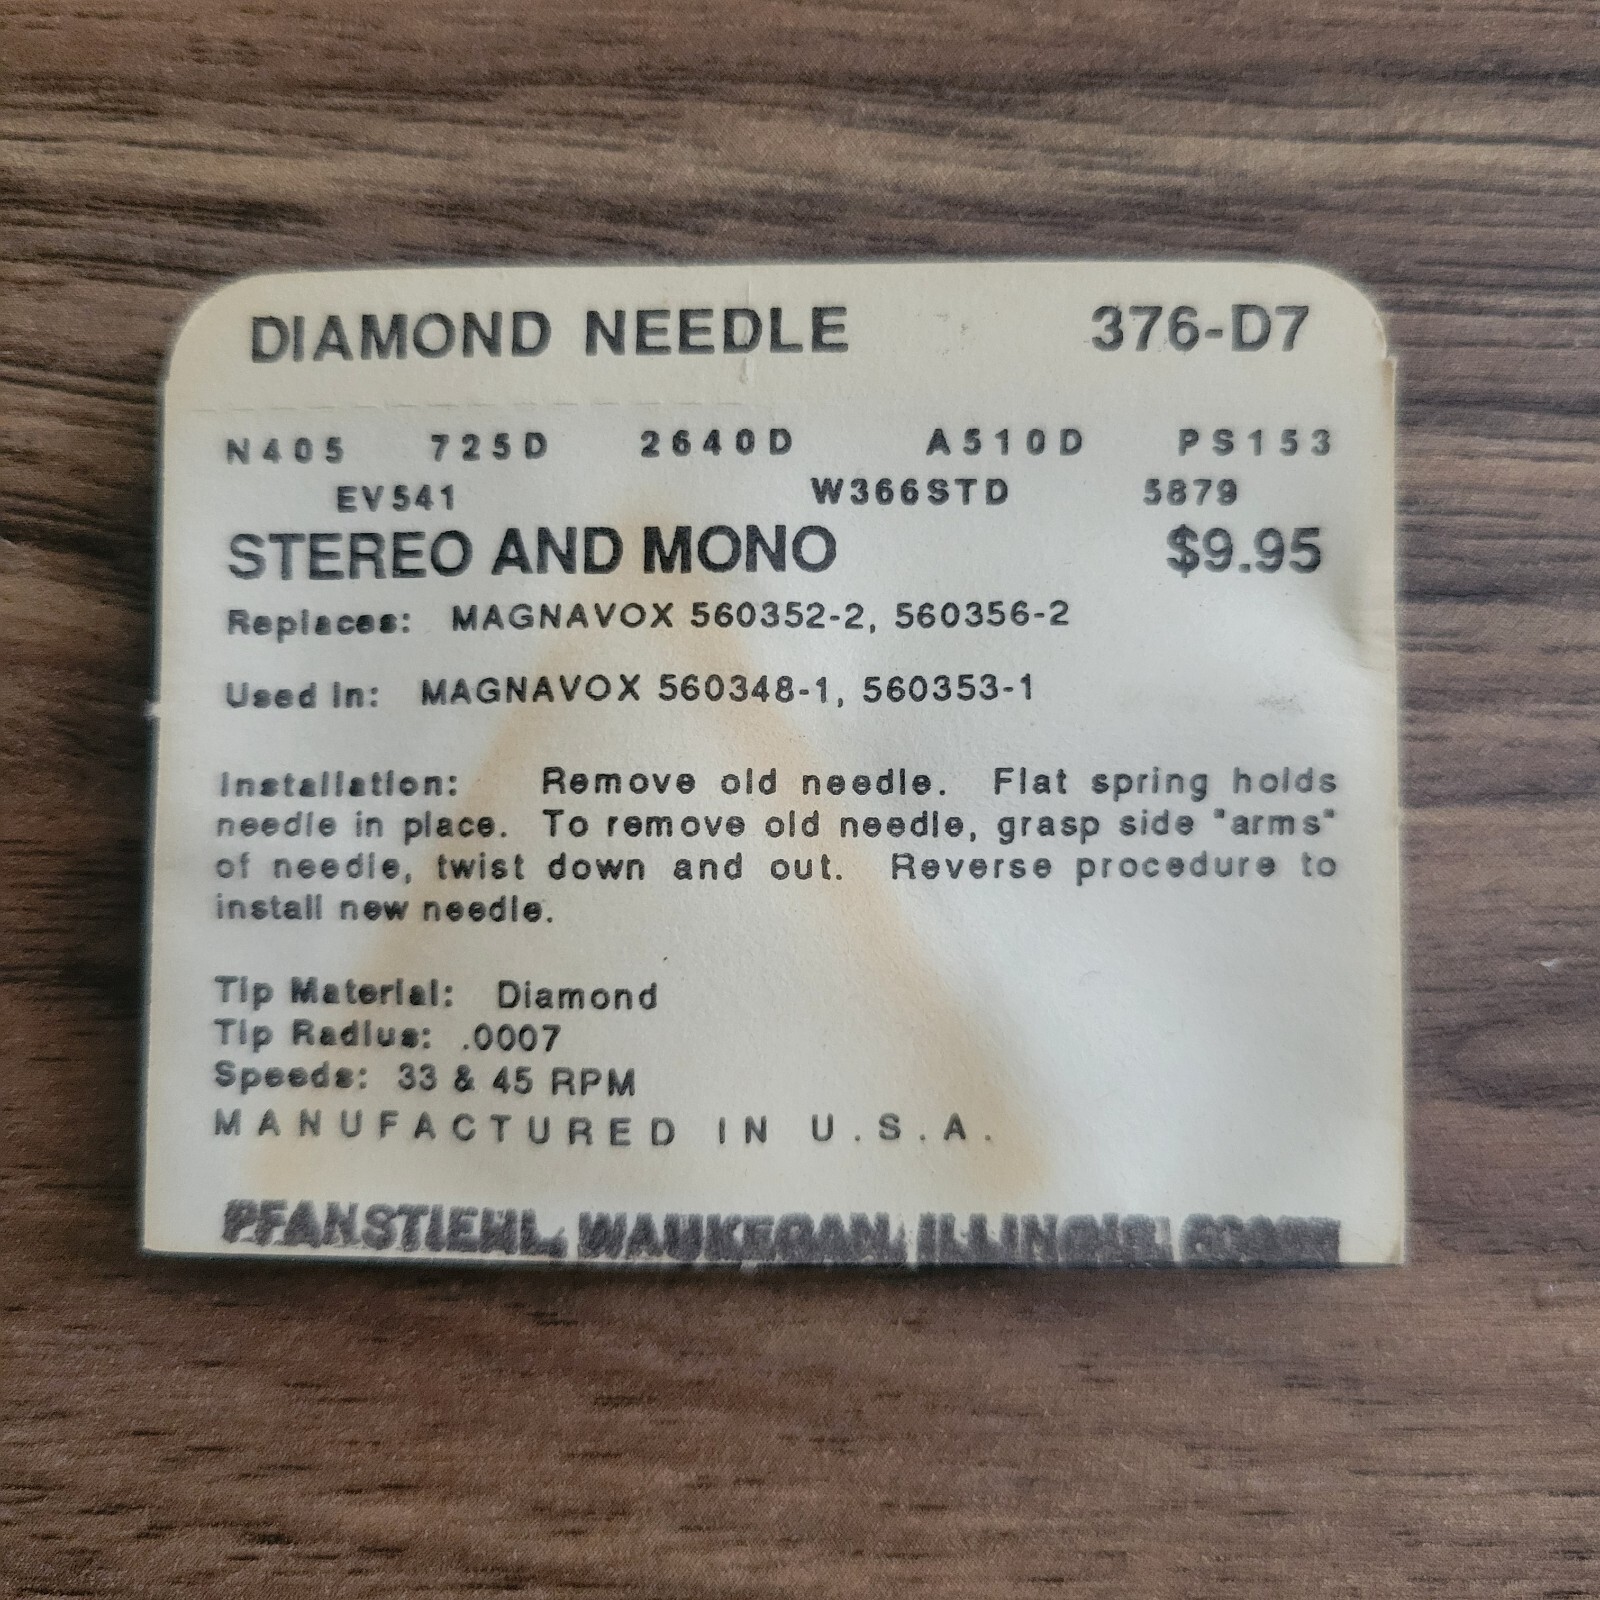 DIAMOND NEEDLE 376-D7
N405 725D 2640D A510D PS153
EV541 W366STD 5879
STEREO AND MONO $9.95
Replaces: MAGNAVOX 560352-2, 560356-2
Used in: MAGNAVOX 560348-1, 560353-1
Installation: Remove old needle. Flat spring holds
needle in place. To remove old needle, grasp side "arms"
of needle, twist down and out. Reverse procedure to
install new needle.
Tip Material: Diamond
Tip Radius: .0007
Speeds: 33 & 45 RPM
MANUFACTURED IN U.S.A.
PFANSTIEHL, WAUKEGAN, ILLINOIS,